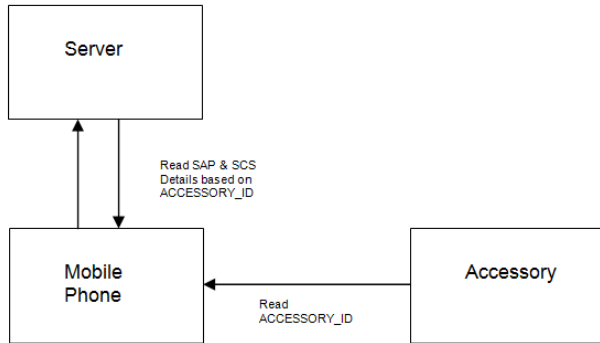 Server
Read SAP & SCS
Details based on
ACCESSORY_ID
Mobile
Phone
Accessory
Read
ACCESSORY_ID